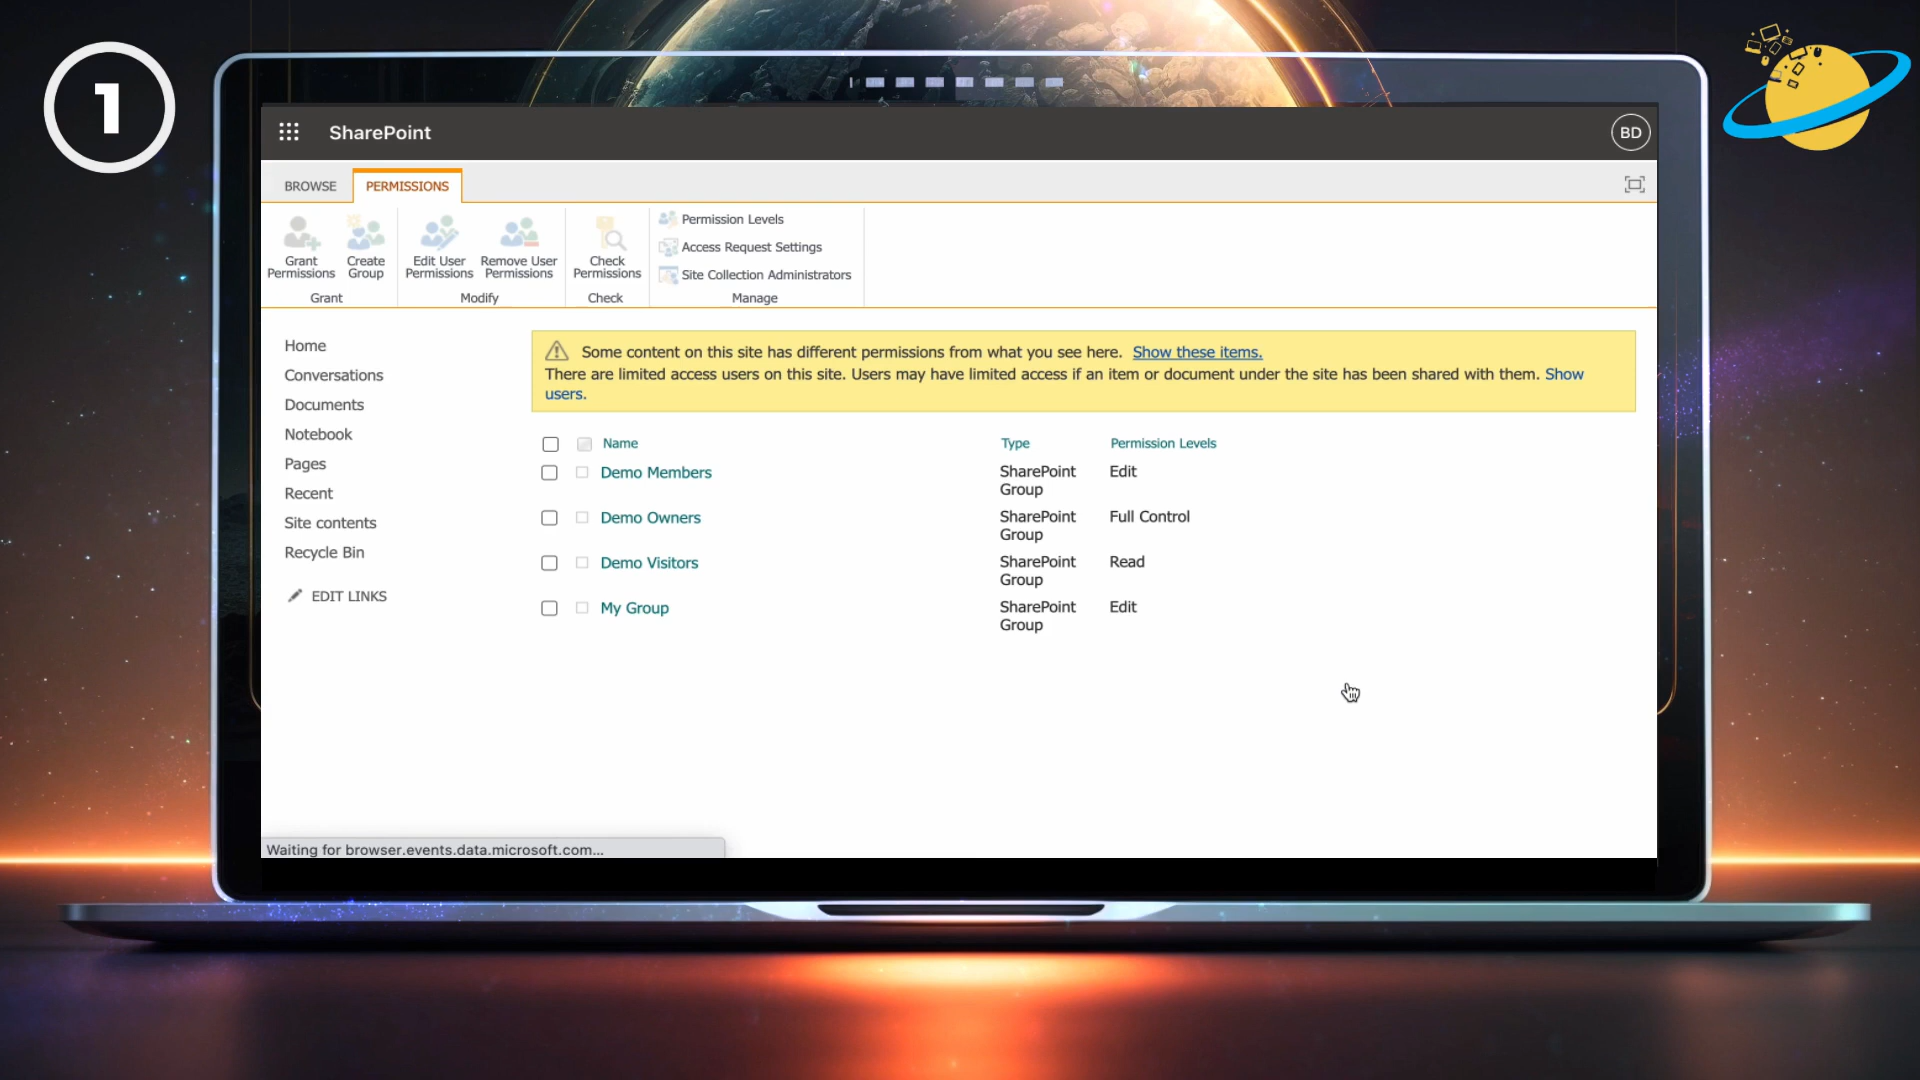 1
SharePoint
BD
BROWSE
PERMISSIONS
Grant
Permissions
Create
Group
Grant
Edit User
Permissions
Remove User
Permissions
Modify
Check
Permissions
Check
Permission Levels
Access Request Settings
Site Collection Administrators
Manage
Home
Conversations
Documents
Notebook
Pages
Recent
Site contents
Recycle Bin
EDIT LINKS
Some content on this site has different permissions from what you see here. Show these items.
There are limited access users on this site. Users may have limited access if an item or document under the site has been shared with them. Show
users.
Name Type Permission Levels
Demo Members SharePoint Edit
Group
Demo Owners SharePoint Full Control
Group
Demo Visitors SharePoint Read
Group
My Group SharePoint Edit
Group
Waiting for browser.events.data.microsoft.com...